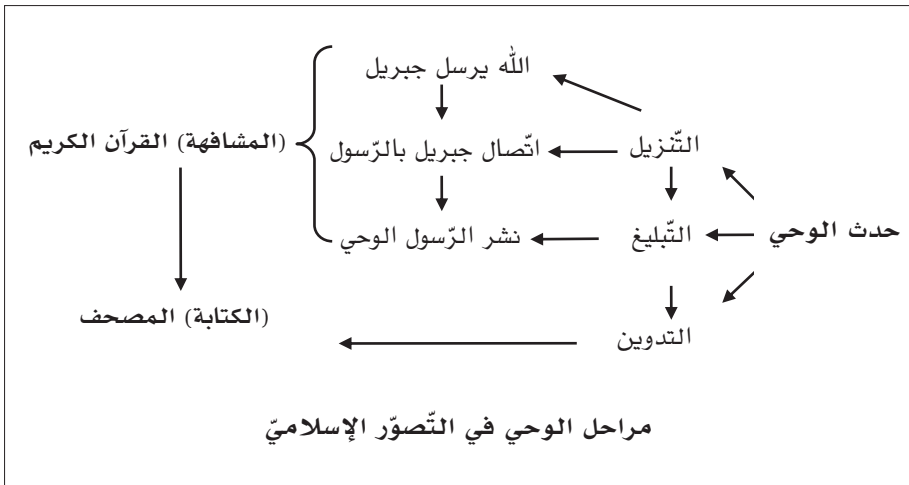 الله يرسل جبريل
(المشافهة) القرآن الكريم
اتّصال جبريل بالرّسول
التّنزيل
حدث الوحي
التّبليغ
نشر الرّسول الوحي
(الكتابة) المصحف
التدوين
مراحل الوحي في التّصوّر الإسلاميّ